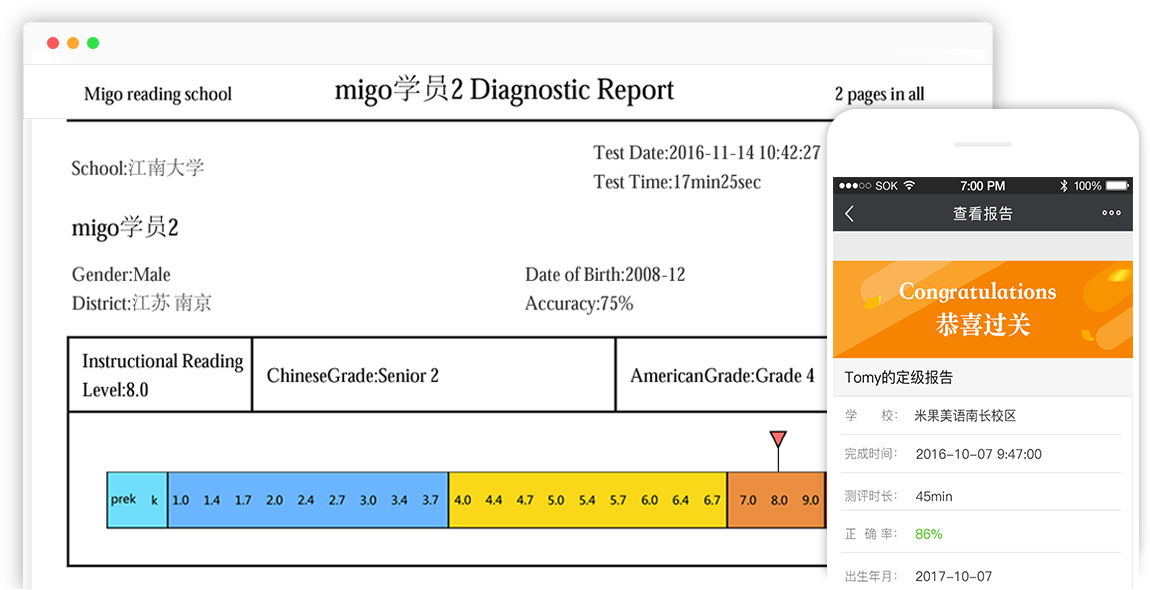 Migo reading school
migo学员2 Diagnostic Report
2 pages in all
School:江南大学
Test Date:2016-11-14 10:42:27
Test Time:17min25sec
migo学员2
Gender:Male
Date of Birth:2008-12
District:江苏 南京
Accuracy:75%
Instructional Reading
Level:8.0
ChineseGrade:Senior 2
AmericanGrade:Grade 4
prek k 1.0 1.4 1.7 2.0 2.4 2.7 3.0 3.4 3.7 4.0 4.4 4.7 5.0 5.4 5.7 6.0 6.4 6.7 7.0 8.0 9.0
SOK 7:00 PM 100%
查看报告
Congratulations
恭喜过关
Tomy的定级报告
学 校: 米果美语南长校区
完成时间: 2016-10-07 9:47:00
测评时长: 45min
正 确 率: 86%
出生年月: 2017-10-07